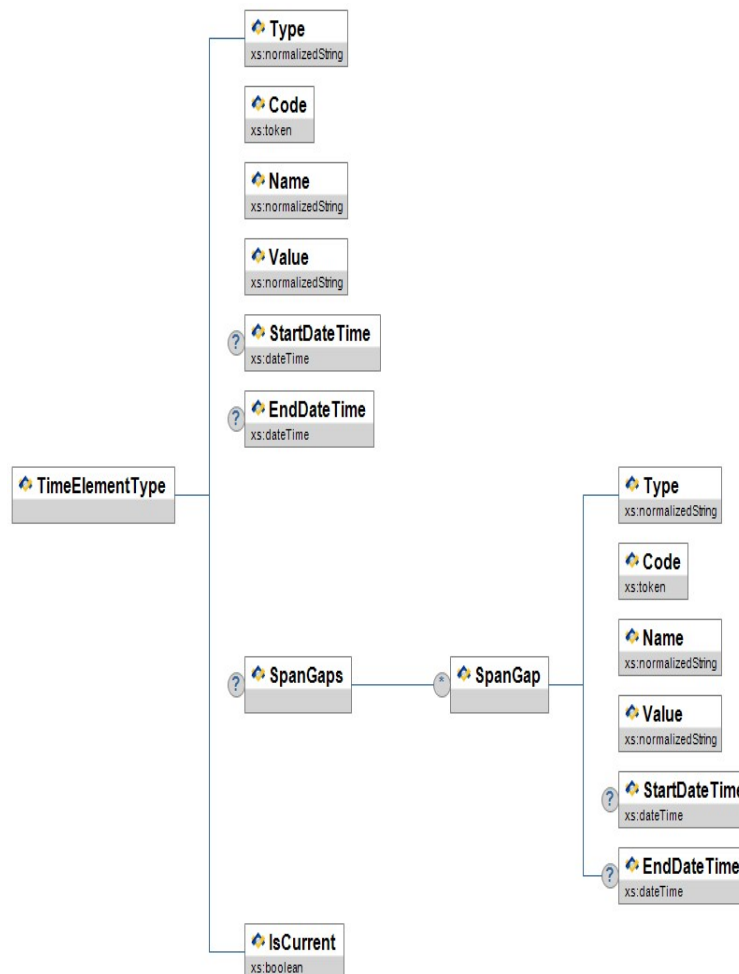 Type
xs:normalizedString
Code
xs:token
Name
xs:normalizedString
Value
xs:normalizedString
?
StartDateTime
xs:dateTime
?
EndDateTime
xs:dateTime
TimeElementType
?
SpanGaps
*
SpanGap
Type
xs:normalizedString
Code
xs:token
Name
xs:normalizedString
Value
xs:normalizedString
?
StartDateTime
xs:dateTime
?
EndDateTime
xs:dateTime
IsCurrent
xs:boolean